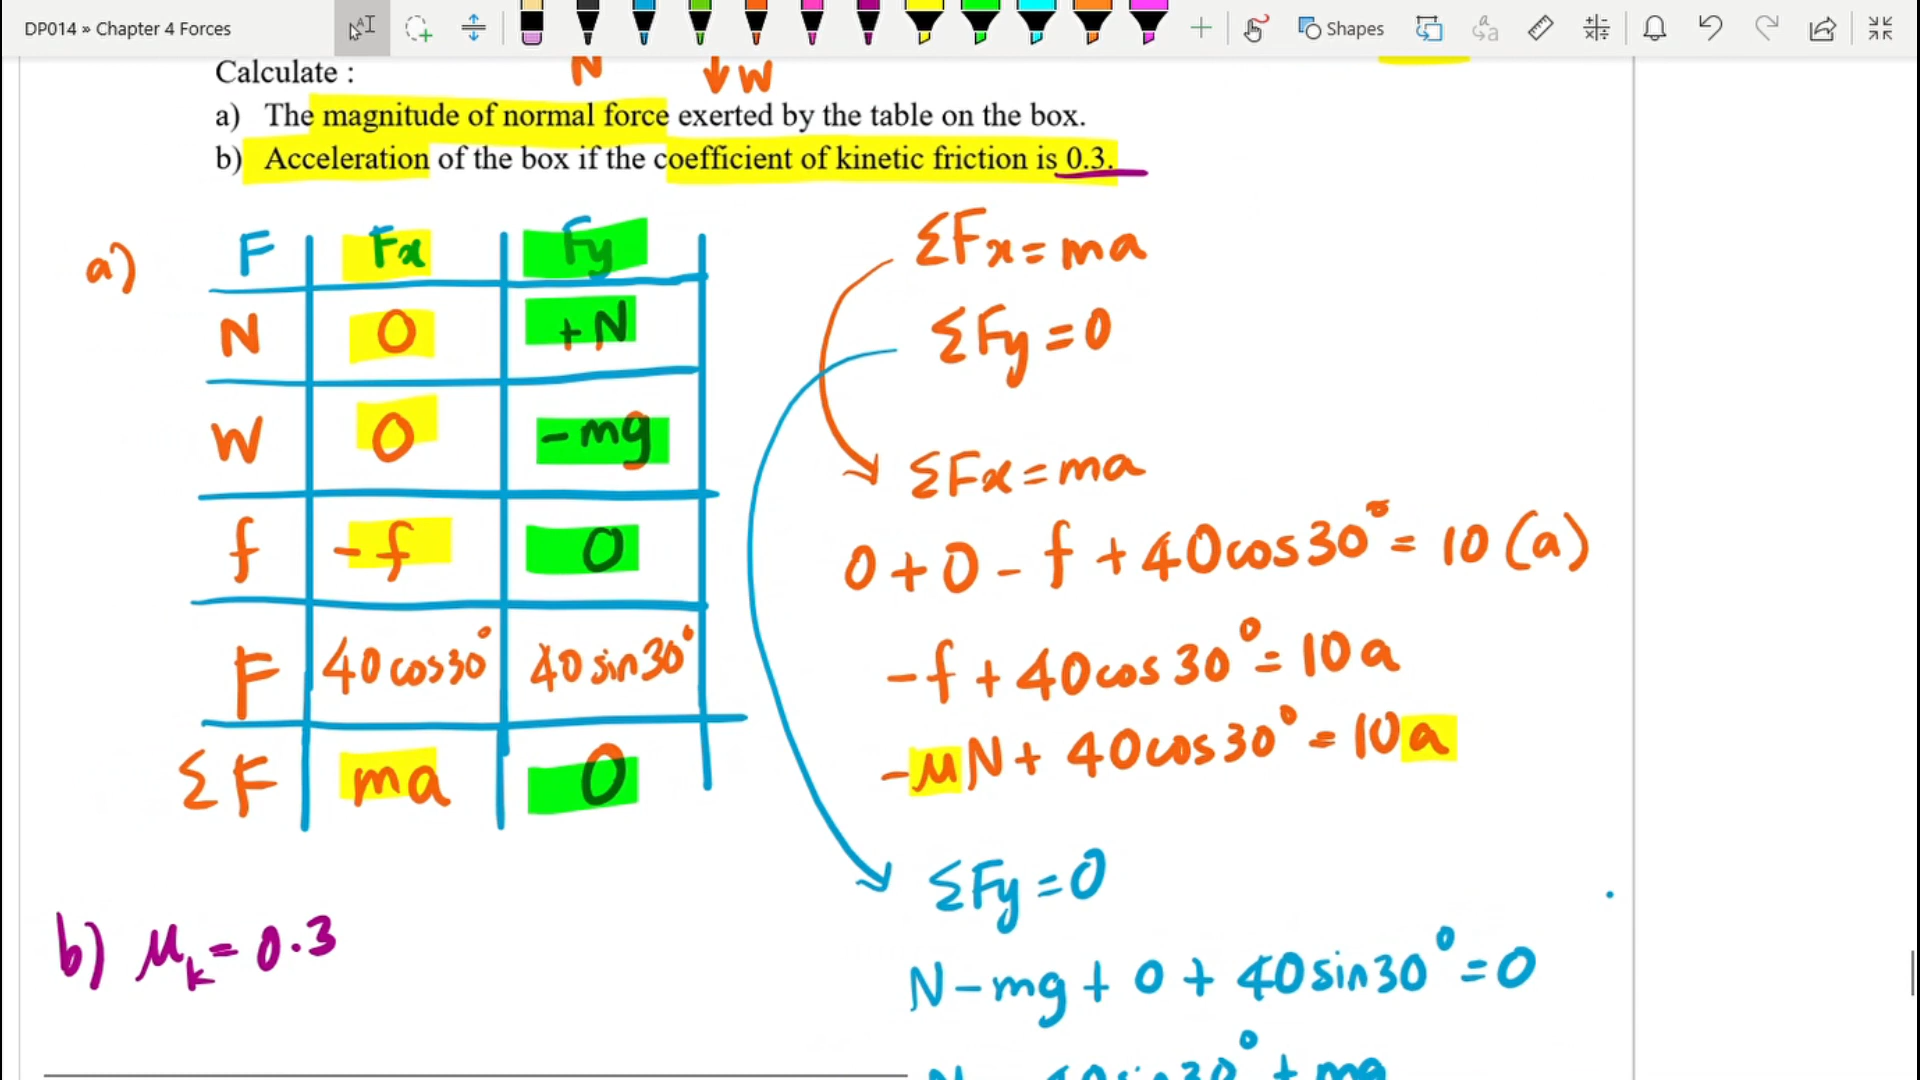 DP014 » Chapter 4 Forces
Shapes
Calculate :
N W
a) The magnitude of normal force exerted by the table on the box.
b) Acceleration of the box if the coefficient of kinetic friction is 0.3.
a)
F Fx Fy
N 0 +N
W 0 -mg
f -f 0
F 40cos30° 40sin30°
ΣF ma 0
b) μk = 0.3
ΣFx = ma
ΣFy = 0
ΣFx = ma
0 + 0 - f + 40cos30° = 10(a)
-f + 40cos30° = 10a
-μN + 40cos30° = 10a
ΣFy = 0
N - mg + 0 + 40sin30° = 0